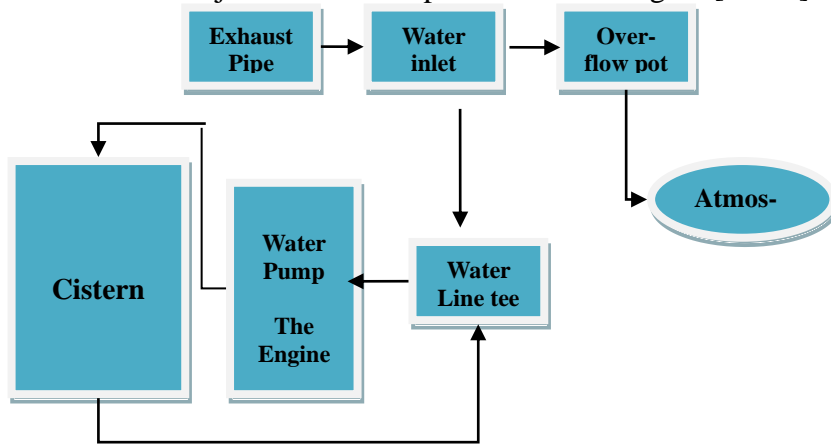 Exhaust
Pipe
Water
inlet
Over-
flow pot
Atmos-
Cistern
Water
Pump
The
Engine
Water
Line tee